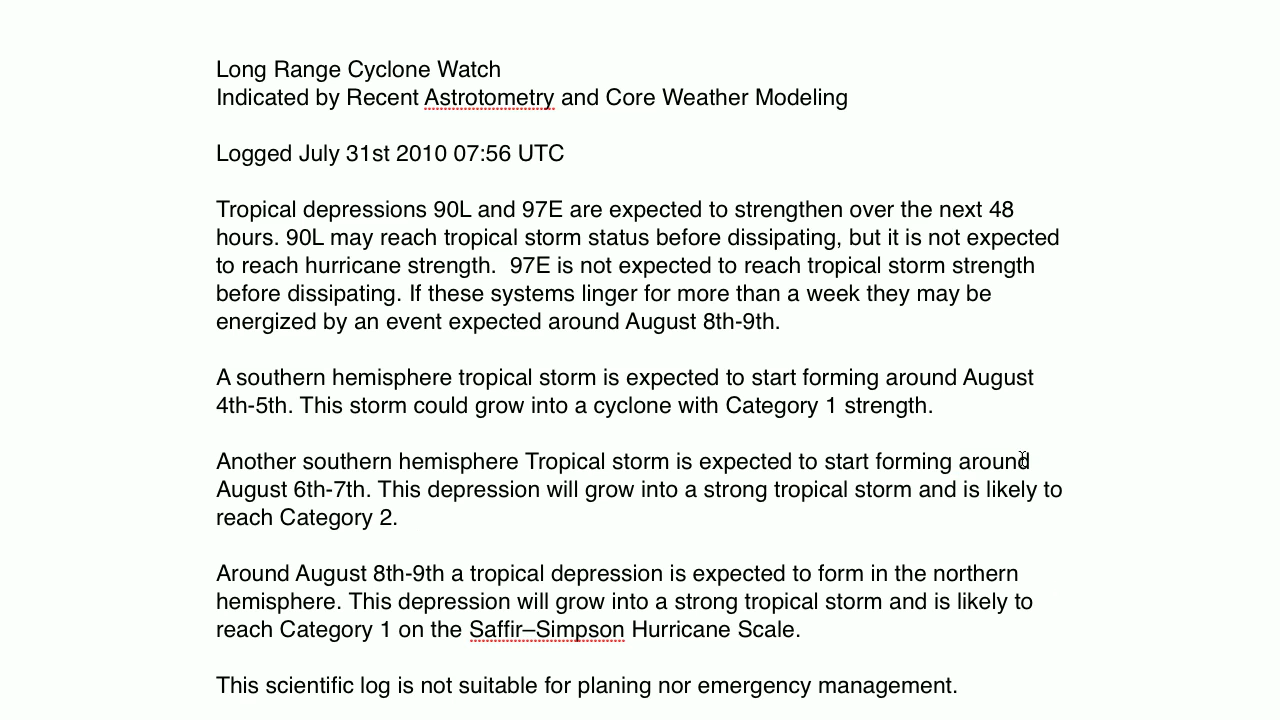 Long Range Cyclone Watch
Indicated by Recent Astrotometry and Core Weather Modeling
Logged July 31st 2010 07:56 UTC
Tropical depressions 90L and 97E are expected to strengthen over the next 48
hours. 90L may reach tropical storm status before dissipating, but it is not expected
to reach hurricane strength.  97E is not expected to reach tropical storm strength
before dissipating. If these systems linger for more than a week they may be
energized by an event expected around August 8th-9th.
A southern hemisphere tropical storm is expected to start forming around August
4th-5th. This storm could grow into a cyclone with Category 1 strength.
Another southern hemisphere Tropical storm is expected to start forming around
August 6th-7th. This depression will grow into a strong tropical storm and is likely to
reach Category 2.
Around August 8th-9th a tropical depression is expected to form in the northern
hemisphere. This depression will grow into a strong tropical storm and is likely to
reach Category 1 on the Saffir–Simpson Hurricane Scale.
This scientific log is not suitable for planing nor emergency management.